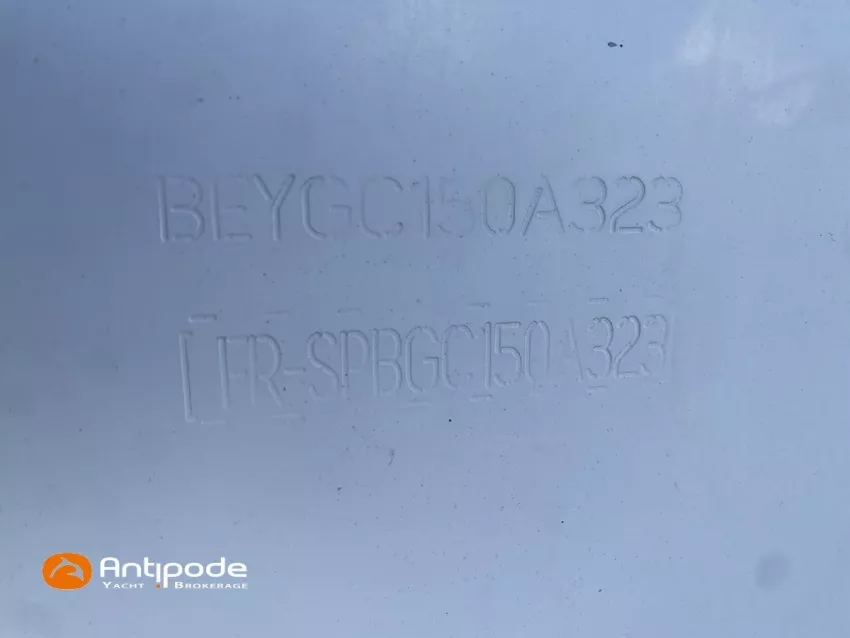 BEYGC150A323
FR-SPBGC150A323
Antipode
YACHT BROKERAGE